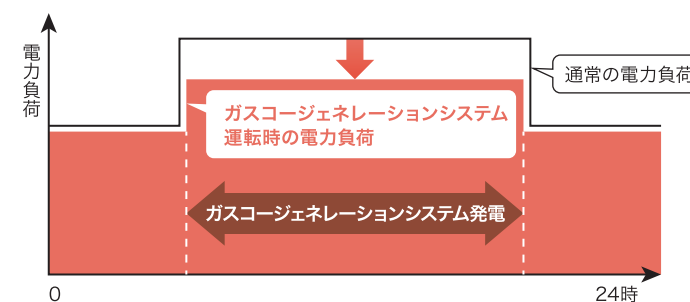 電力負荷
通常の電力負荷
ガスコージェネレーションシステム
運転時の電力負荷
ガスコージェネレーションシステム発電
0
24時